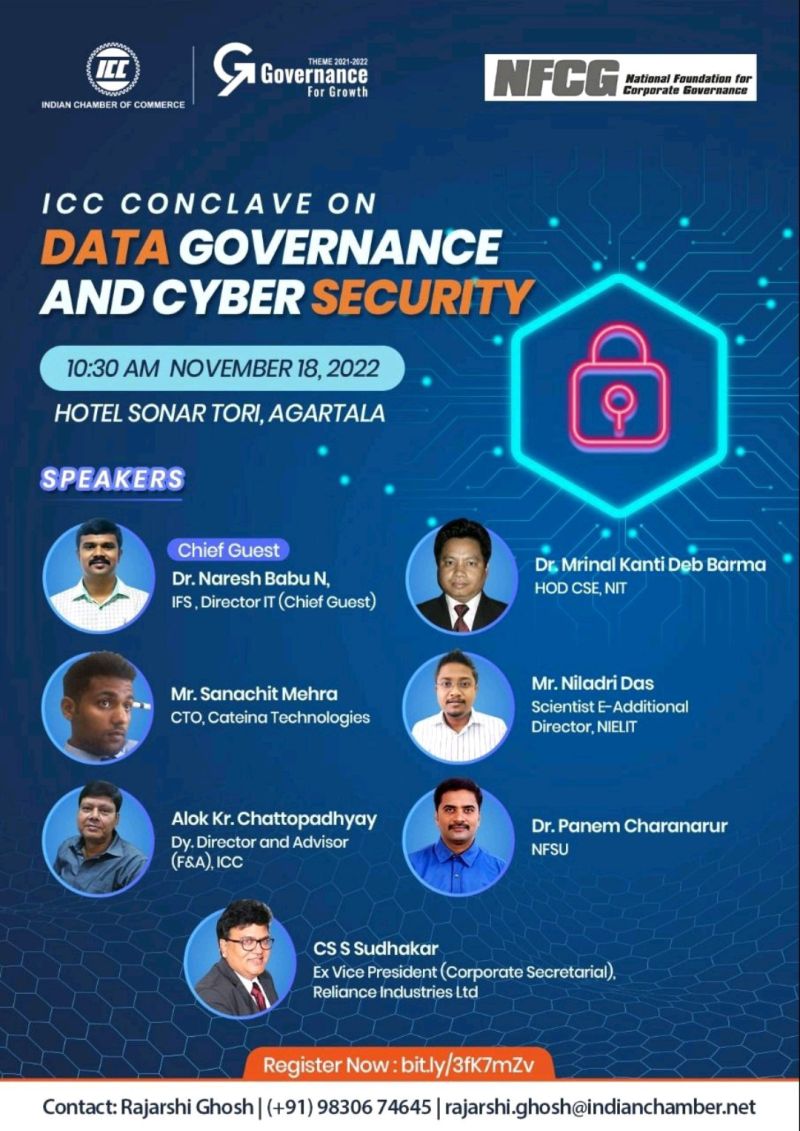 ICC
INDIAN CHAMBER OF COMMERCE
THEME 2021-2022
Governance
For Growth
NFCG
National Foundation for
Corporate Governance
ICC CONCLAVE ON
DATA GOVERNANCE
AND CYBER SECURITY
10:30 AM NOVEMBER 18, 2022
HOTEL SONAR TORI, AGARTALA
SPEAKERS
Chief Guest
Dr. Naresh Babu N,
IFS , Director IT (Chief Guest)
Dr. Mrinal Kanti Deb Barma
HOD CSE, NIT
Mr. Sanachit Mehra
CTO, Cateina Technologies
Mr. Niladri Das
Scientist E-Additional
Director, NIELIT
Alok Kr. Chattopadhyay
Dy. Director and Advisor
(F&A), ICC
Dr. Panem Charanarur
NFSU
CS S Sudhakar
Ex Vice President (Corporate Secretarial),
Reliance Industries Ltd
Register Now : bit.ly/3fK7mZv
Contact: Rajarshi Ghosh | (+91) 98306 74645 | rajarshi.ghosh@indianchamber.net